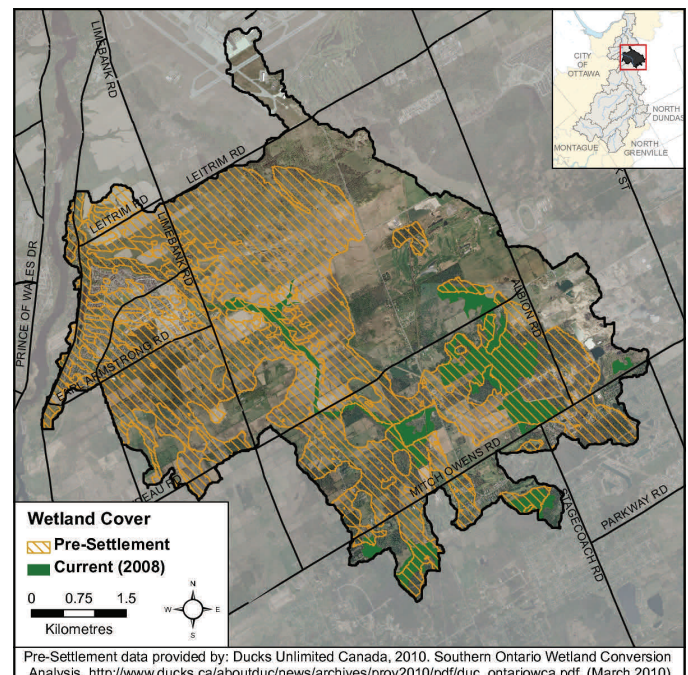 LIMEBANK RD
CITY
OF
OTTAWA
NORTH
DUNDAS
MONTAGUE
NORTH
GRENVILLE
LEITRIM RD
LEITRIM RD
LIMEBANK RD
PRINCE OF WALES DR
ALBION RD
EARL ARMSTRONG RD
MITCH OWENS RD
STAGECOACH RD
PARKWAY RD
Wetland Cover
Pre-Settlement
Current (2008)
0 0.75 1.5
Kilometres
N
W E
S
Pre-Settlement data provided by: Ducks Unlimited Canada, 2010. Southern Ontario Wetland Conversion
Analysis. http://www.ducks.ca/aboutduc/news/archives/prov2010/pdf/duc_ontariowca.pdf (March 2010)